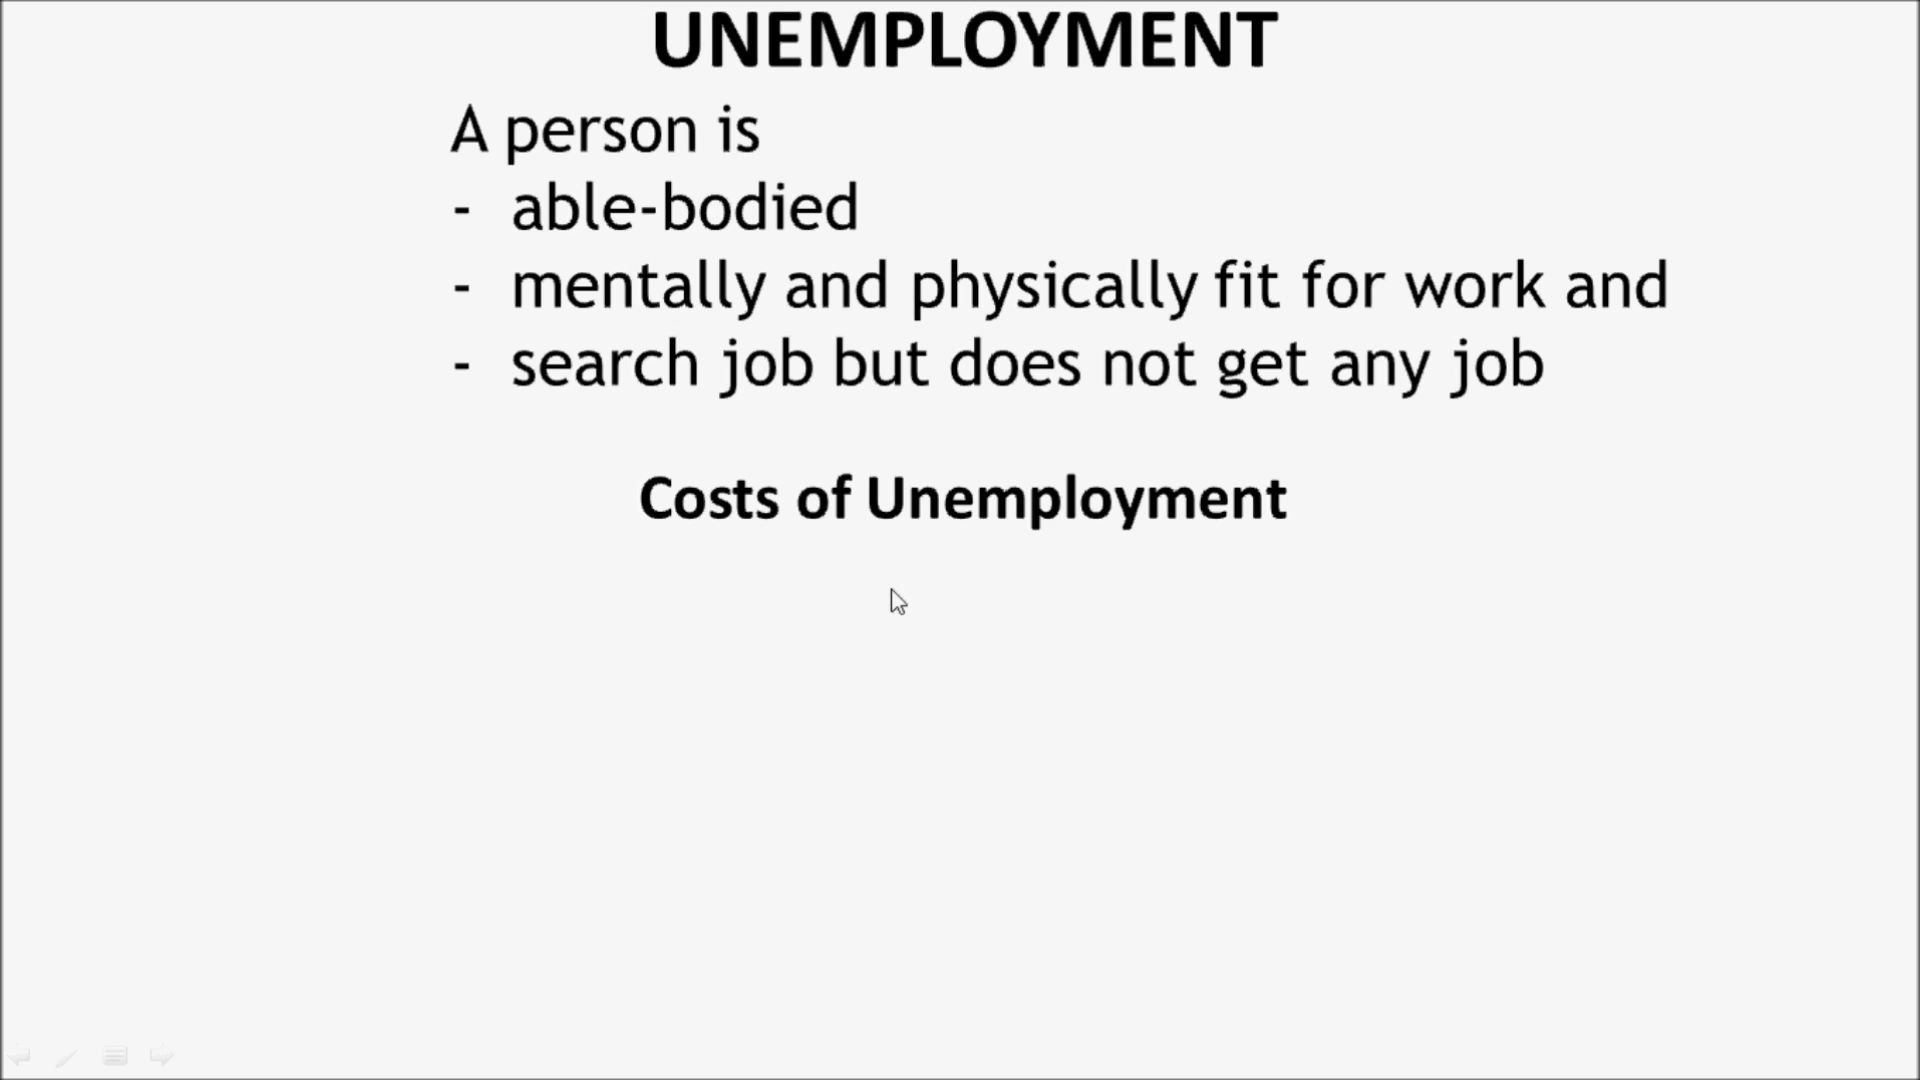 UNEMPLOYMENT
A person is
- able-bodied
- mentally and physically fit for work and
- search job but does not get any job
Costs of Unemployment